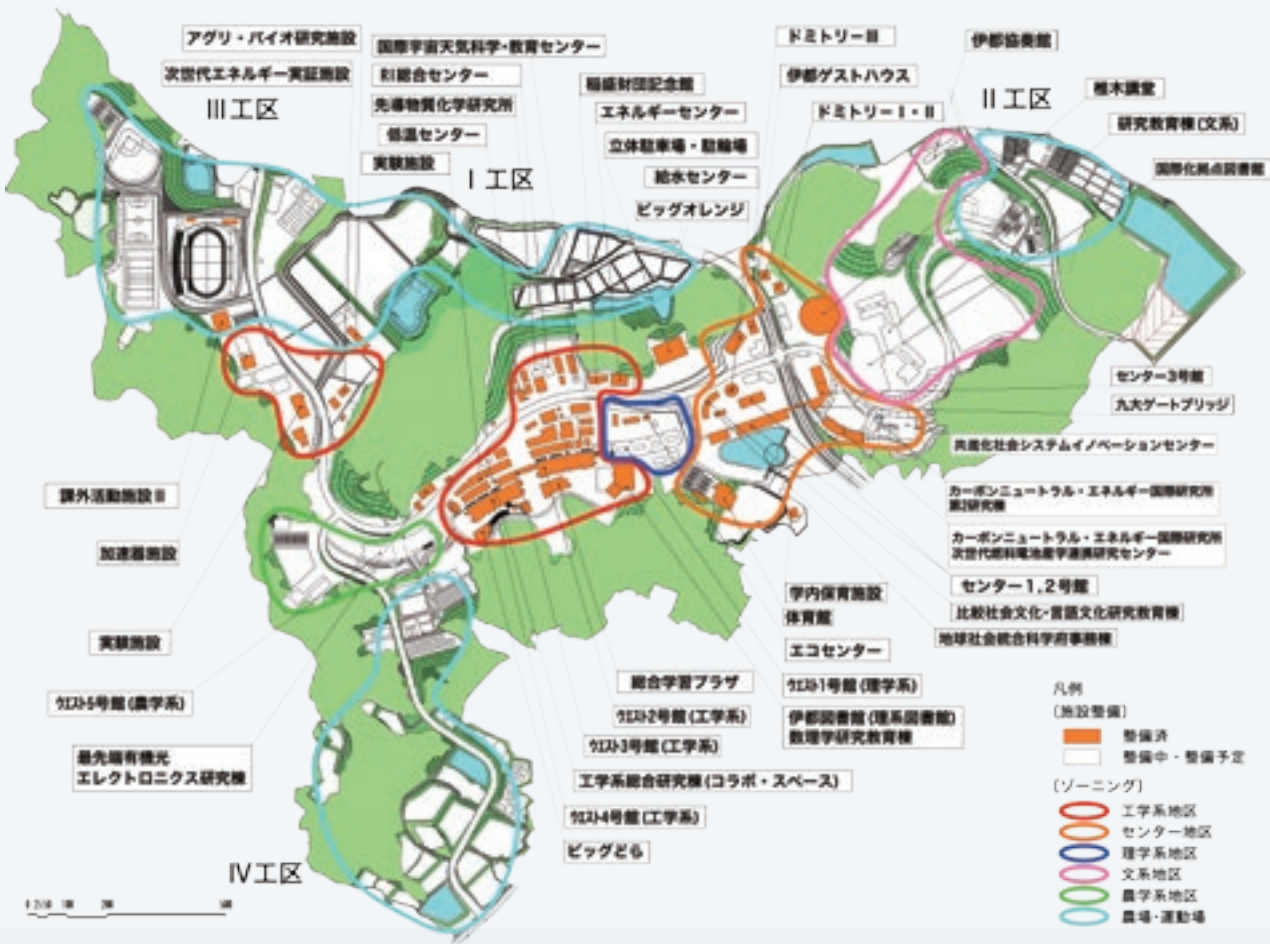 アグリ・バイオ研究施設
次世代エネルギー実証施設
III工区
国際宇宙天気科学・教育センター
RI総合センター
先導物質化学研究所
低温センター
実験施設
I工区
稲盛財団記念館
エネルギーセンター
立体駐車場・駐輪場
給水センター
ビッグオレンジ
ドミトリーIII
伊都ゲストハウス
ドミトリーI・II
伊都協奏館
II工区
椎木講堂
研究教育棟(文系)
国際化拠点図書館
センター3号館
九大ゲートブリッジ
共進化社会システムイノベーションセンター
カーボンニュートラル・エネルギー国際研究所
第2研究棟
カーボンニュートラル・エネルギー国際研究所
次世代燃料電池産学連携研究センター
センター1,2号館
比較社会文化・言語文化研究教育棟
地球社会統合科学府事務棟
学内保育施設
体育館
エコセンター
ウエスト1号館(理学系)
伊都図書館(理系図書館)
数理学研究教育棟
総合学習プラザ
ウエスト2号館(工学系)
ウエスト3号館(工学系)
工学系総合研究棟(コラボ・スペース)
ウエスト4号館(工学系)
ビッグどら
課外活動施設II
加速器施設
実験施設
ウエスト5号館(農学系)
最先端有機光
エレクトロニクス研究棟
IV工区
凡例
[施設整備]
整備済
整備中・整備予定
[ゾーニング]
工学系地区
センター地区
理学系地区
文系地区
農学系地区
農場・運動場